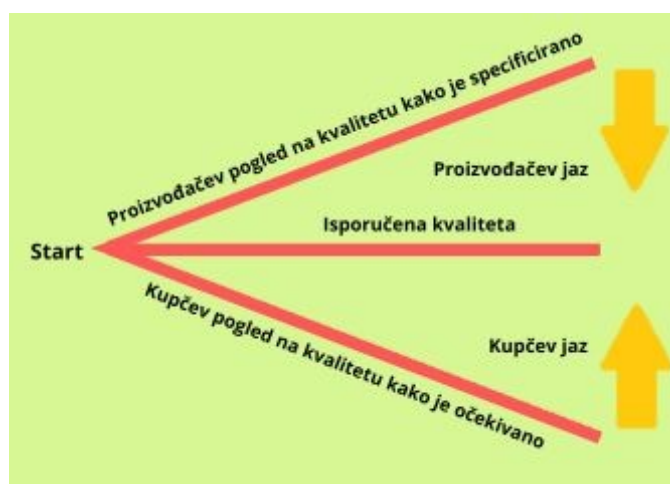 Proizvođačev pogled na kvalitetu kako je specificirano
Proizvođačev jaz
Isporučena kvaliteta
Start
Kupčev pogled na kvalitetu kako je očekivano
Kupčev jaz